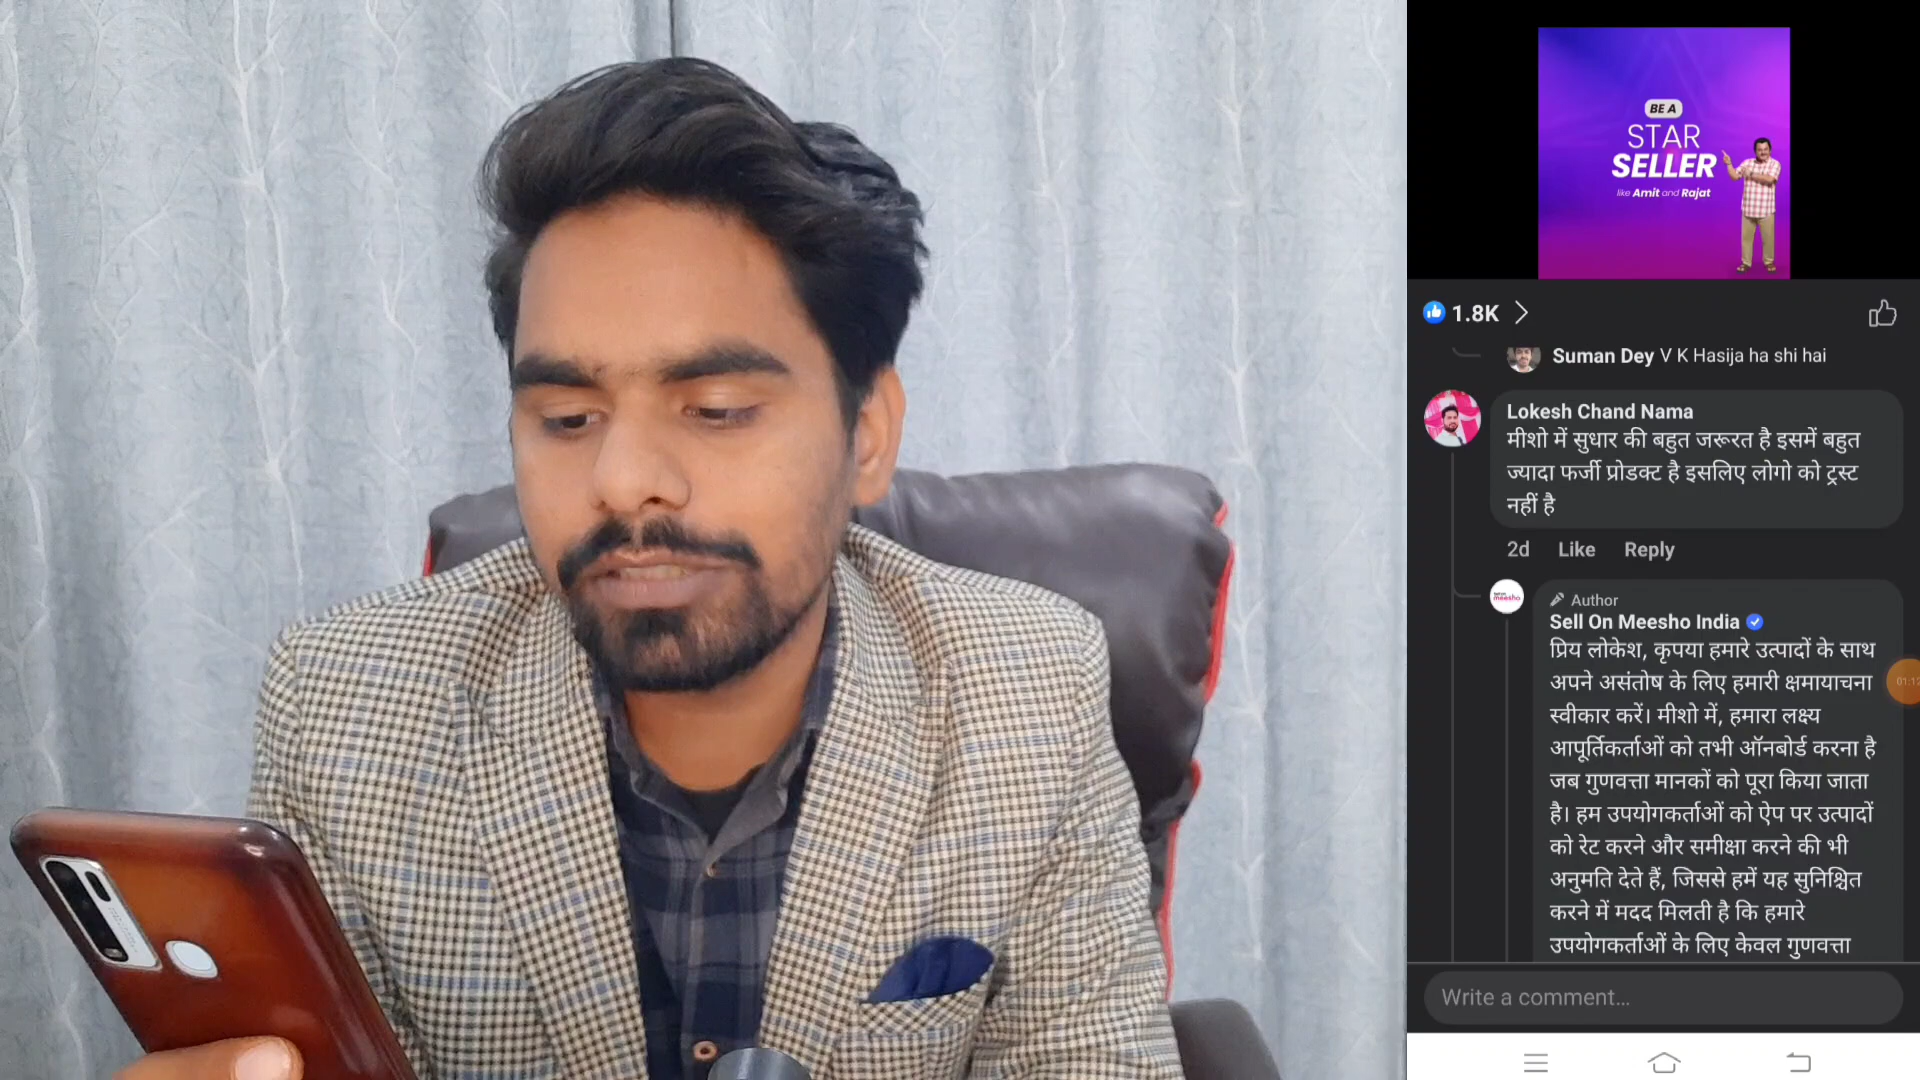 BE A
STAR
SELLER
like Amit and Rajat
1.8K
Suman Dey V K Hasija ha shi hai
Lokesh Chand Nama
मीशो में सुधार की बहुत जरूरत है इसमें बहुत
ज्यादा फर्जी प्रोडक्ट है इसलिए लोगो को ट्रस्ट
नहीं है
2d Like Reply
meesho
Author
Sell On Meesho India
प्रिय लोकेश, कृपया हमारे उत्पादों के साथ
अपने असंतोष के लिए हमारी क्षमायाचना
स्वीकार करें। मीशो में, हमारा लक्ष्य
आपूर्तिकर्ताओं को तभी ऑनबोर्ड करना है
जब गुणवत्ता मानकों को पूरा किया जाता
है। हम उपयोगकर्ताओं को ऐप पर उत्पादों
को रेट करने और समीक्षा करने की भी
अनुमति देते हैं, जिससे हमें यह सुनिश्चित
करने में मदद मिलती है कि हमारे
उपयोगकर्ताओं के लिए केवल गुणवत्ता
Write a comment...